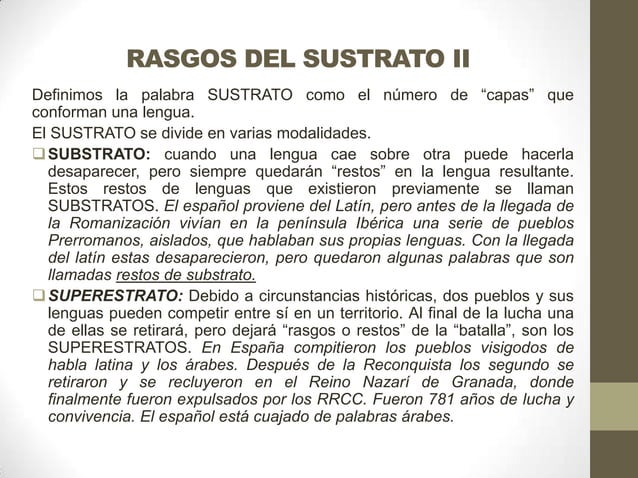 RASGOS DEL SUSTRATO II
Definimos la palabra SUSTRATO como el número de “capas” que
conforman una lengua.
El SUSTRATO se divide en varias modalidades.
❑SUBSTRATO: cuando una lengua cae sobre otra puede hacerla
desaparecer, pero siempre quedarán “restos” en la lengua resultante.
Estos restos de lenguas que existieron previamente se llaman
SUBSTRATOS. El español proviene del Latín, pero antes de la llegada de
la Romanización vivían en la península Ibérica una serie de pueblos
Prerromanos, aislados, que hablaban sus propias lenguas. Con la llegada
del latín estas desaparecieron, pero quedaron algunas palabras que son
llamadas restos de substrato.
❑SUPERESTRATO: Debido a circunstancias históricas, dos pueblos y sus
lenguas pueden competir entre sí en un territorio. Al final de la lucha una
de ellas se retirará, pero dejará “rasgos o restos” de la “batalla”, son los
SUPERESTRATOS. En España compitieron los pueblos visigodos de
habla latina y los árabes. Después de la Reconquista los segundo se
retiraron y se recluyeron en el Reino Nazarí de Granada, donde
finalmente fueron expulsados por los RRCC. Fueron 781 años de lucha y
convivencia. El español está cuajado de palabras árabes.